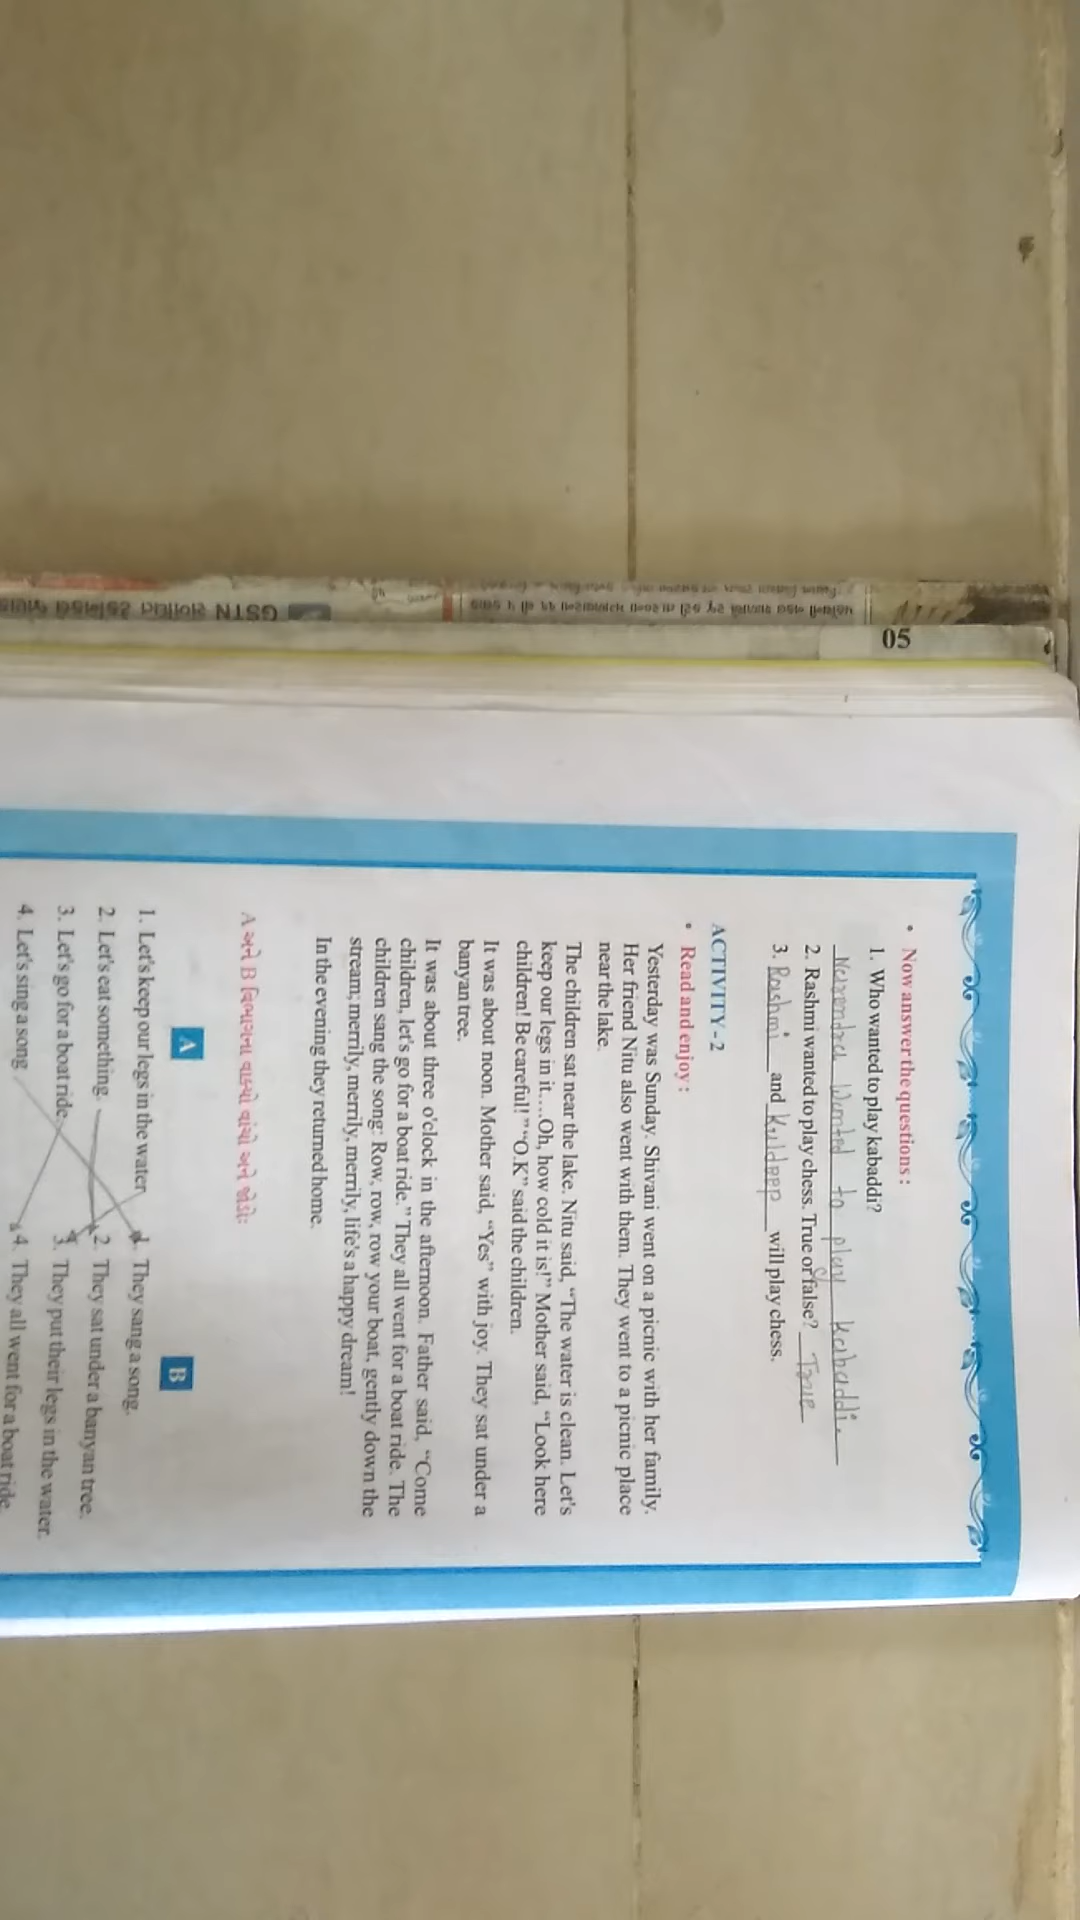 05
• Now answer the questions :
1. Who wanted to play kabaddi?
Wanted to play kabaddi.
2. Rashmi wanted to play chess. True or false? True
3. Rashmi and Kuldeep will play chess.
ACTIVITY - 2
• Read and enjoy :
Yesterday was Sunday. Shivani went on a picnic with her family.
Her friend Nitu also went with them. They went to a picnic place
near the lake.
The children sat near the lake. Nitu said, “The water is clean. Let's
keep our legs in it....Oh, how cold it is!” Mother said, “Look here
children! Be careful! ” “O.K” said the children.
It was about noon. Mother said, “Yes” with joy. They sat under a
banyan tree.
It was about three o'clock in the afternoon. Father said, “Come
children, let's go for a boat ride.” They all went for a boat ride. The
children sang the song: Row, row, row your boat, gently down the
stream; merrily, merrily, merrily, merrily, life's a happy dream!
In the evening they returned home.
A અને B વિભાગના વાક્યો વાંચો અને જોડો:
A B
1. Let's keep our legs in the water 1. They sang a song.
2. Let's eat something. 2. They sat under a banyan tree.
3. Let's go for a boat ride. 3. They put their legs in the water.
4. Let's sing a song 4. They all went for a boat ride.
GSTN